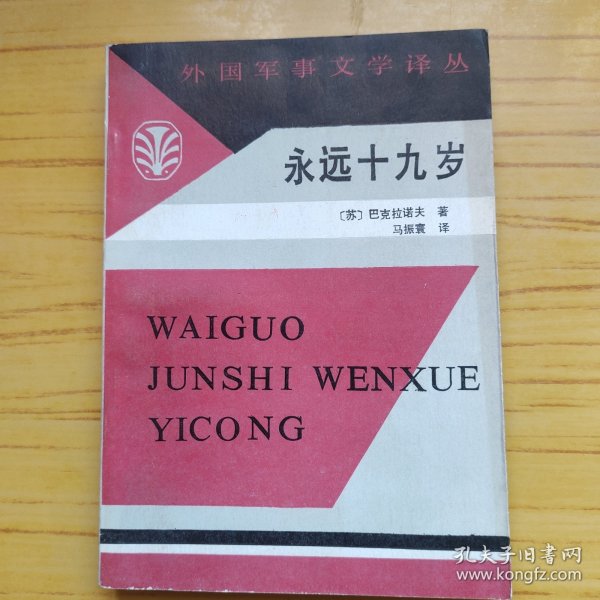 外国军事文学译丛
永远十九岁
〔苏〕巴克拉诺夫 著
马振寰 译
WAIGUO
JUNSHI WENXUE
YICONG
孔夫子旧书网
www.kongfz.com